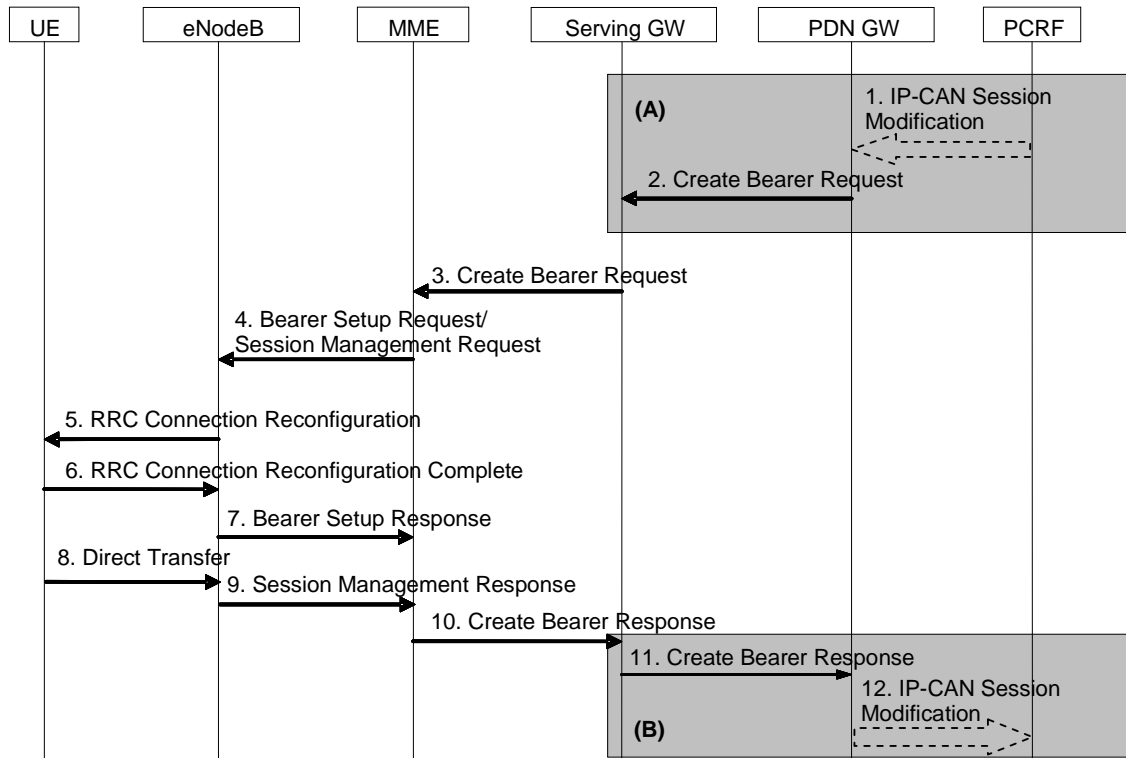 UE eNodeB MME Serving GW PDN GW PCRF
(A)
1. IP-CAN Session
Modification
2. Create Bearer Request
3. Create Bearer Request
4. Bearer Setup Request/
Session Management Request
5. RRC Connection Reconfiguration
6. RRC Connection Reconfiguration Complete
7. Bearer Setup Response
8. Direct Transfer
9. Session Management Response
10. Create Bearer Response
11. Create Bearer Response
12. IP-CAN Session
Modification
(B)